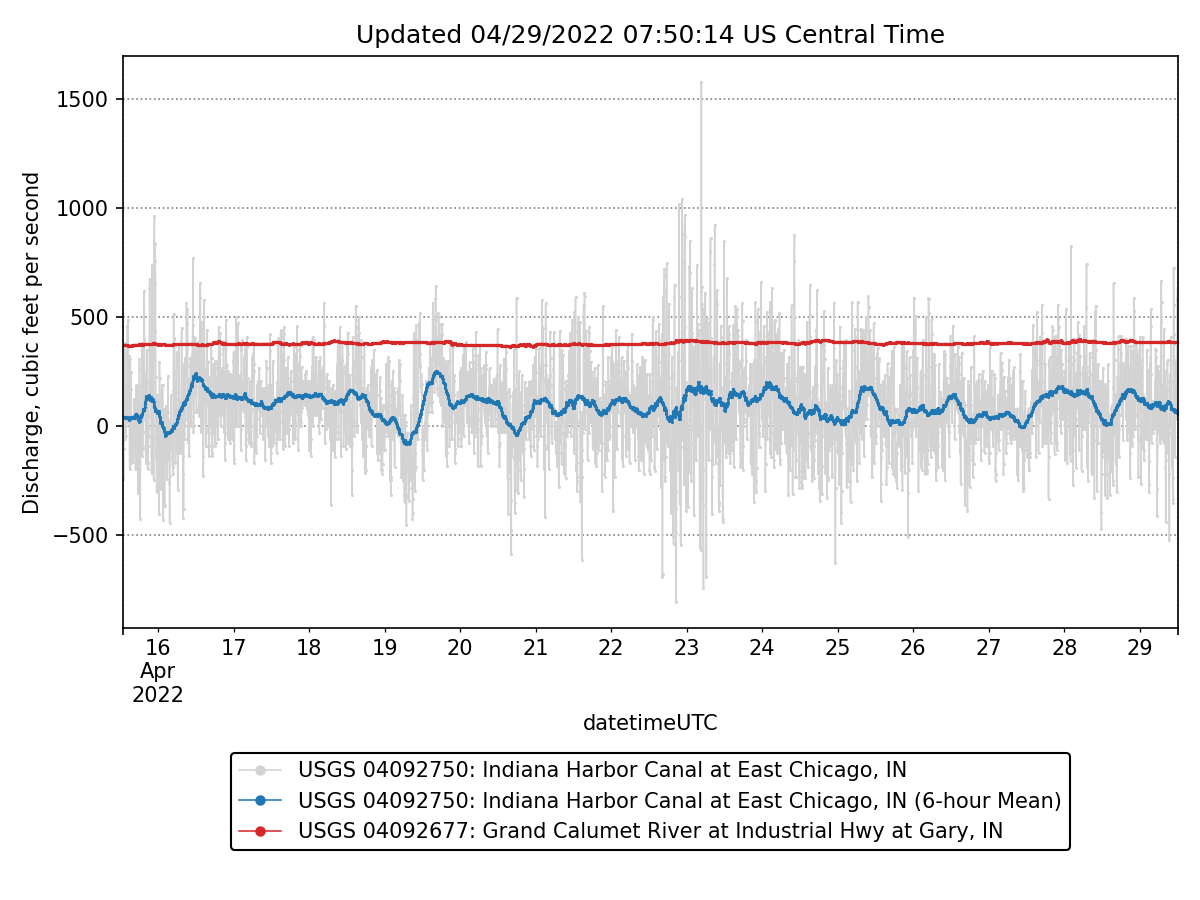 Updated 04/29/2022 07:50:14 US Central Time
Discharge, cubic feet per second
1500
1000
500
0
−500
16 17 18 19 20 21 22 23 24 25 26 27 28 29
Apr
2022
datetimeUTC
USGS 04092750: Indiana Harbor Canal at East Chicago, IN
USGS 04092750: Indiana Harbor Canal at East Chicago, IN (6-hour Mean)
USGS 04092677: Grand Calumet River at Industrial Hwy at Gary, IN